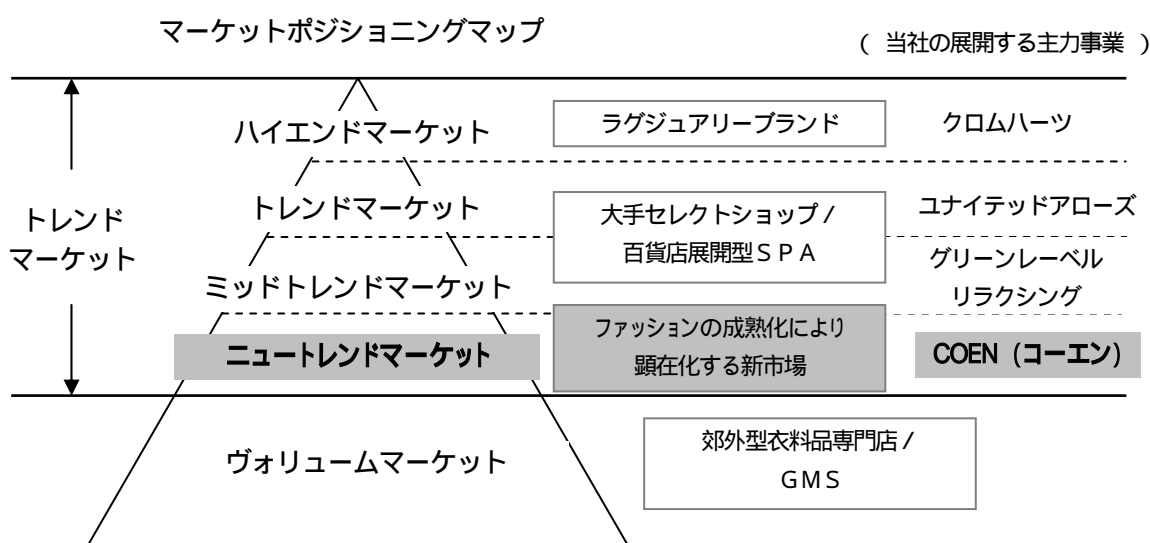 マーケットポジショニングマップ
( 当社の展開する主力事業 )
トレンド
マーケット
ハイエンドマーケット
ラグジュアリーブランド
クロムハーツ
トレンドマーケット
大手セレクトショップ/
百貨店展開型SPA
ユナイテッドアローズ
ミッドトレンドマーケット
グリーンレーベル
リラクシング
ニュートレンドマーケット
ファッションの成熟化により
顕在化する新市場
COEN (コーエン)
ヴォリュームマーケット
郊外型衣料品専門店/
GMS